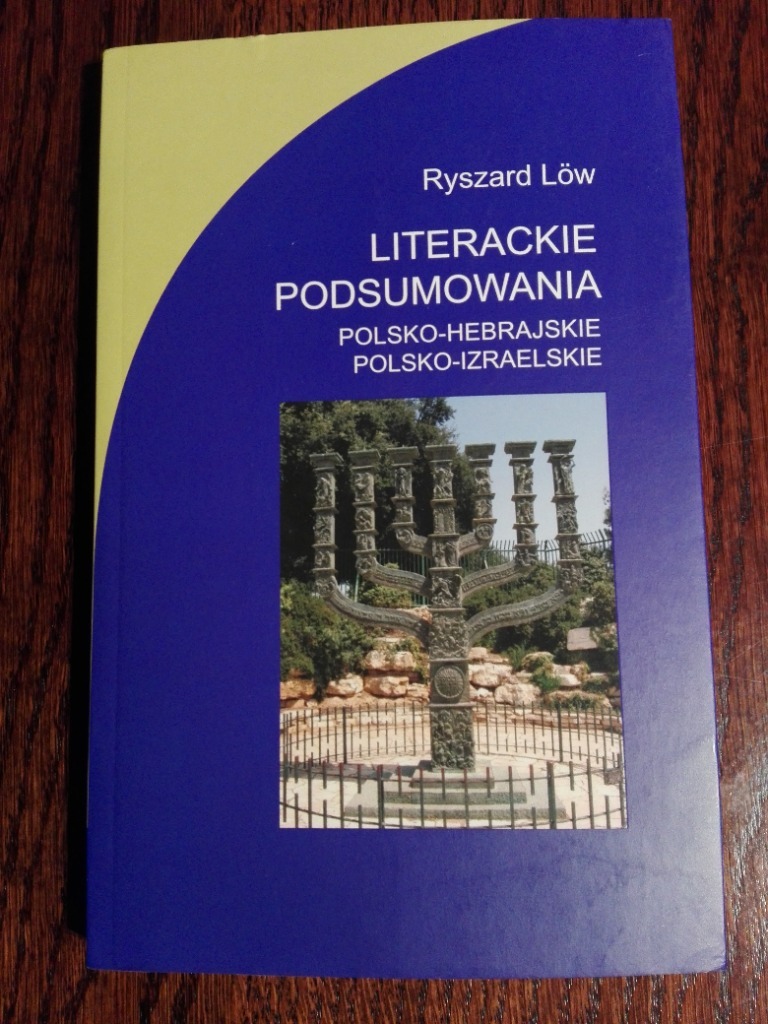 Ryszard Löw
LITERACKIE
PODSUMOWANIA
POLSKO-HEBRAJSKIE
POLSKO-IZRAELSKIE